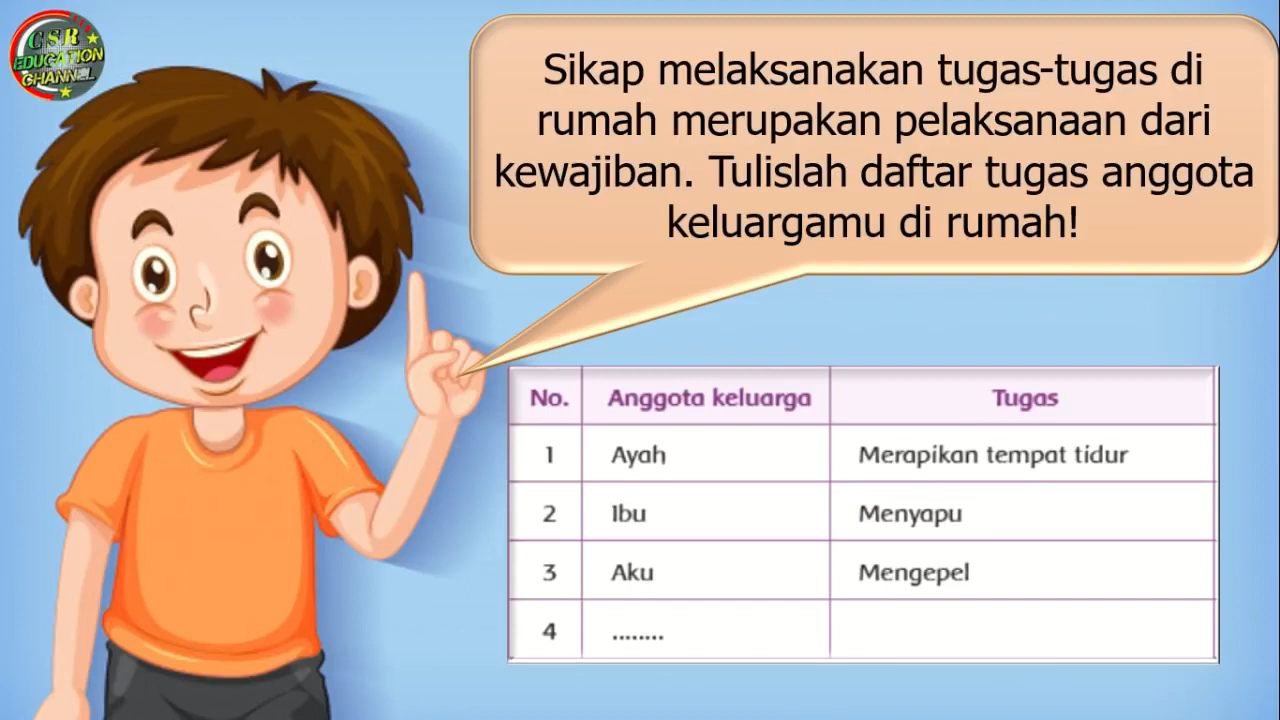 GSR
EDUCATION
CHANNEL
Sikap melaksanakan tugas-tugas di
rumah merupakan pelaksanaan dari
kewajiban. Tulislah daftar tugas anggota
keluargamu di rumah!
No. Anggota keluarga Tugas
1 Ayah Merapikan tempat tidur
2 Ibu Menyapu
3 Aku Mengepel
4 ........